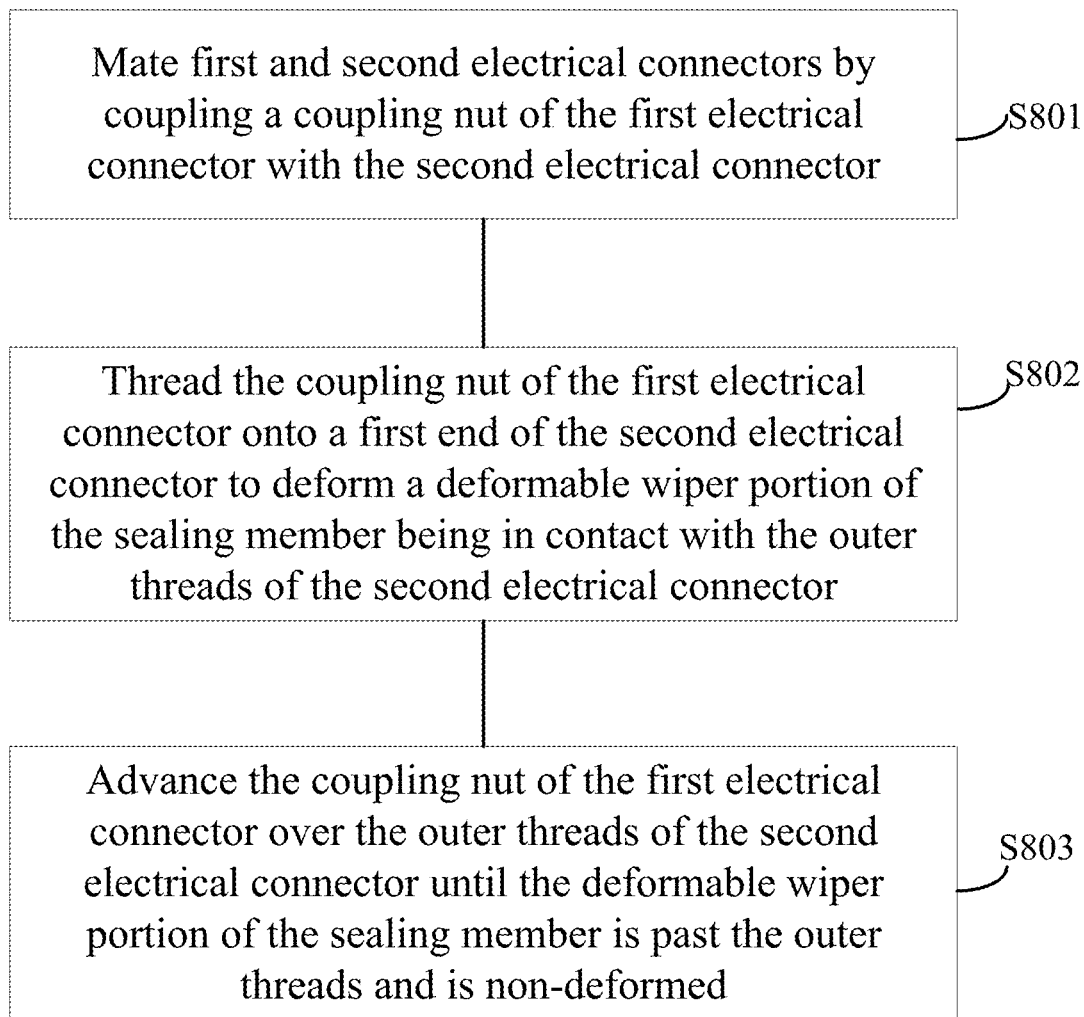 Mate first and second electrical connectors by
coupling a coupling nut of the first electrical
connector with the second electrical connector
S801
Thread the coupling nut of the first electrical
connector onto a first end of the second electrical
connector to deform a deformable wiper portion of
the sealing member being in contact with the outer
threads of the second electrical connector
S802
Advance the coupling nut of the first electrical
connector over the outer threads of the second
electrical connector until the deformable wiper
portion of the sealing member is past the outer
threads and is non-deformed
S803